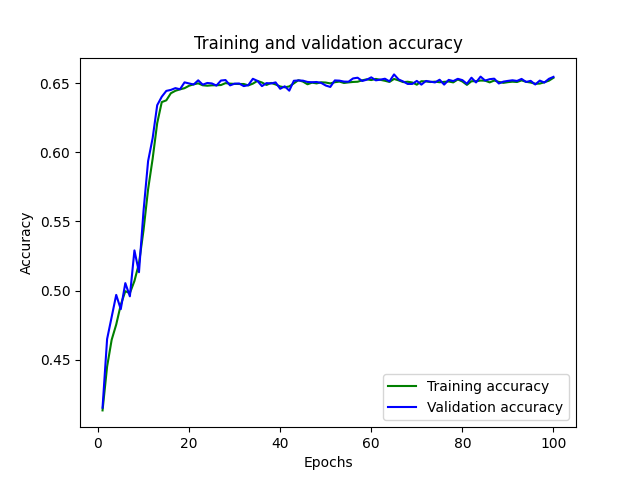 Training and validation accuracy
Accuracy
0.65
0.60
0.55
0.50
0.45
Training accuracy
Validation accuracy
0 20 40 60 80 100
Epochs